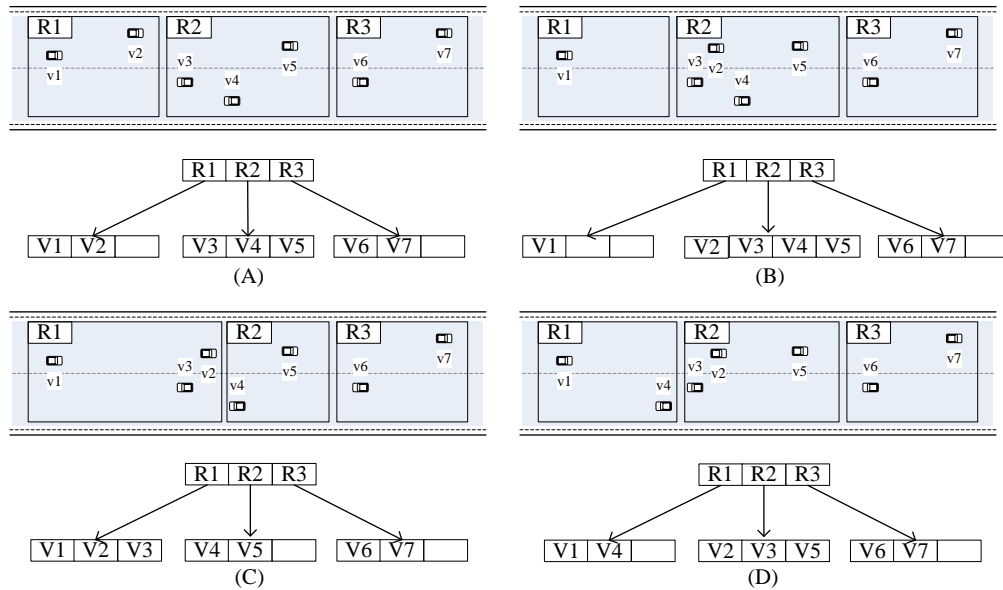 R1 R2 R3
v2 v7
v1 v3 v5 v6
v4
R1 R2 R3
V1 V2 V3 V4 V5 V6 V7
(A)
R1 R2 R3
v7
v1 v3 v2 v5 v6
v4
R1 R2 R3
V1 V2 V3 V4 V5 V6 V7
(B)
R1 R2 R3
v7
v1 v3 v2 v5 v6
v4
R1 R2 R3
V1 V2 V3 V4 V5 V6 V7
(C)
R1 R2 R3
v7
v1 v3 v2 v5 v6
v4
R1 R2 R3
V1 V4 V2 V3 V5 V6 V7
(D)